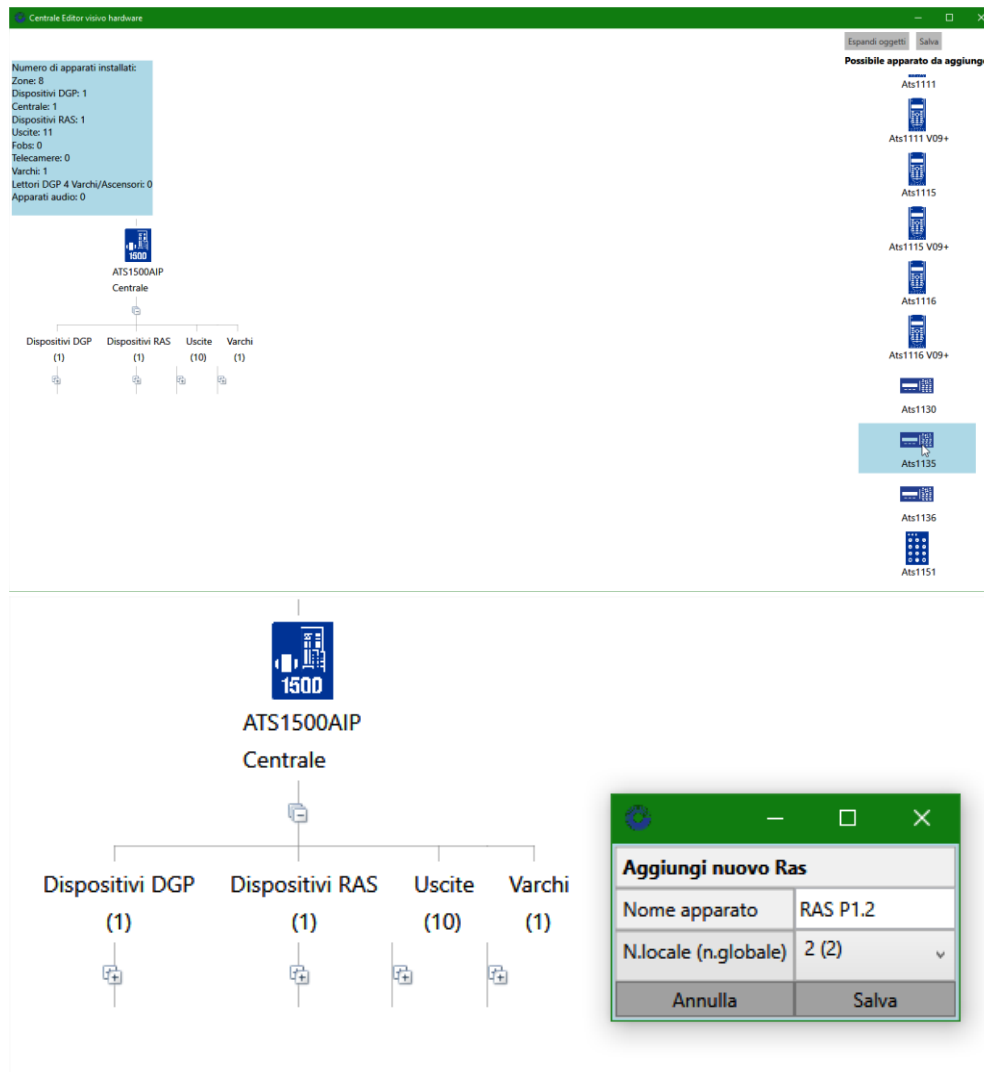 Centrale Editor visivo hardware
Espandi oggetti Salva
Possibile apparato da aggiunge
Numero di apparati installati:
Zone: 8
Dispositivi DGP: 1
Centrale: 1
Dispositivi RAS: 1
Uscite: 11
Fobs: 0
Telecamere: 0
Varchi: 1
Lettori DGP 4 Varchi/Ascensori: 0
Apparati audio: 0
1500
ATS1500AIP
Centrale
Dispositivi DGP Dispositivi RAS Uscite Varchi
(1) (1) (10) (1)
Ats1111
Ats1111 V09+
Ats1115
Ats1115 V09+
Ats1116
Ats1116 V09+
Ats1130
Ats1135
Ats1136
Ats1151
1500
ATS1500AIP
Centrale
Dispositivi DGP Dispositivi RAS Uscite Varchi
(1) (1) (10) (1)
Aggiungi nuovo Ras
Nome apparato RAS P1.2
N.locale (n.globale) 2 (2)
Annulla Salva